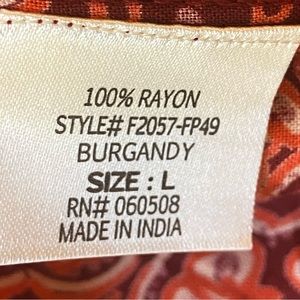 100% RAYON
STYLE# F2057-FP49
BURGANDY
SIZE : L
RN# 060508
MADE IN INDIA